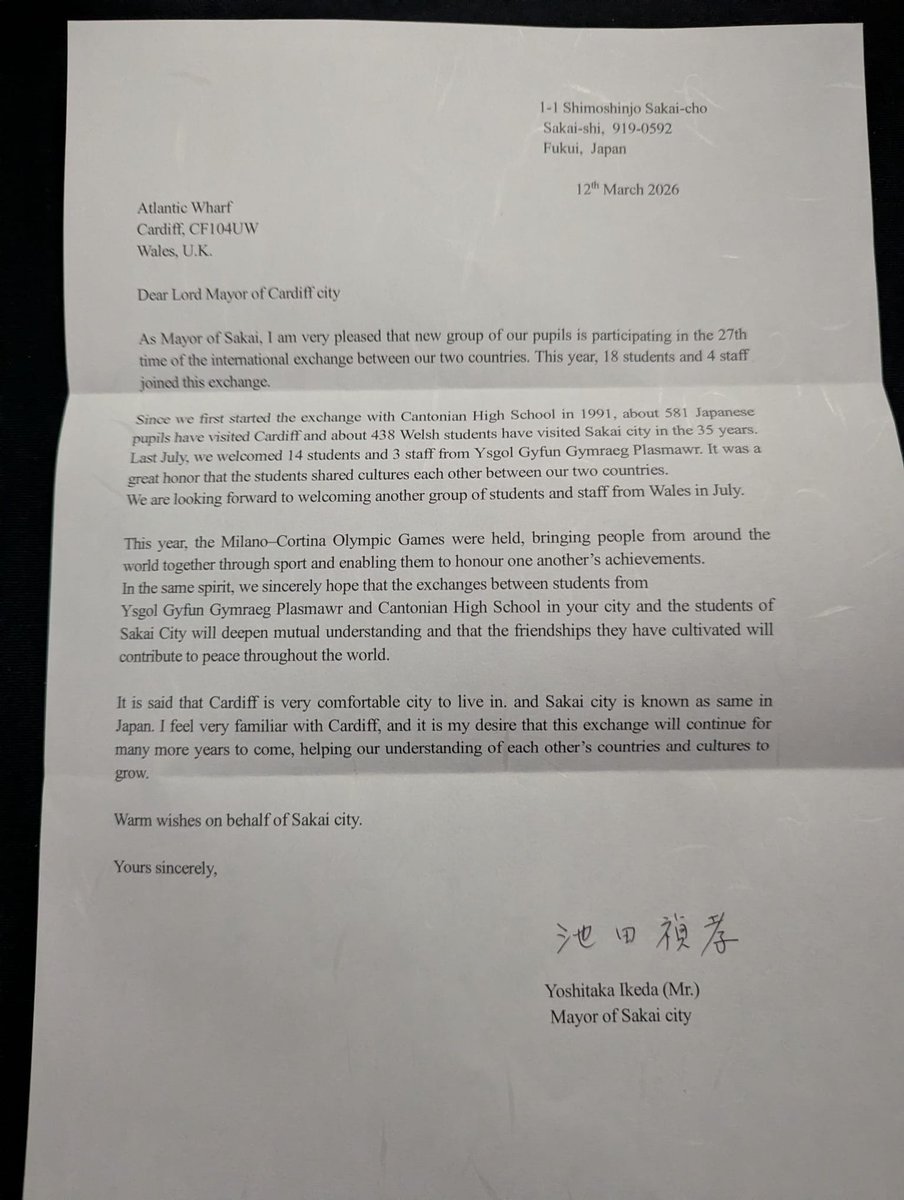 1-1 Shimoshinjo Sakai-cho
Sakai-shi, 919-0592
Fukui, Japan
12th March 2026
Atlantic Wharf
Cardiff, CF104UW
Wales, U.K.
Dear Lord Mayor of Cardiff city
As Mayor of Sakai, I am very pleased that new group of our pupils is participating in the 27th
time of the international exchange between our two countries. This year, 18 students and 4 staff
joined this exchange.
Since we first started the exchange with Cantonian High School in 1991, about 581 Japanese
pupils have visited Cardiff and about 438 Welsh students have visited Sakai city in the 35 years.
Last July, we welcomed 14 students and 3 staff from Ysgol Gyfun Gymraeg Plasmawr. It was a
great honor that the students shared cultures each other between our two countries.
We are looking forward to welcoming another group of students and staff from Wales in July.
This year, the Milano–Cortina Olympic Games were held, bringing people from around the
world together through sport and enabling them to honour one another's achievements.
In the same spirit, we sincerely hope that the exchanges between students from
Ysgol Gyfun Gymraeg Plasmawr and Cantonian High School in your city and the students of
Sakai City will deepen mutual understanding and that the friendships they have cultivated will
contribute to peace throughout the world.
It is said that Cardiff is very comfortable city to live in. and Sakai city is known as same in
Japan. I feel very familiar with Cardiff, and it is my desire that this exchange will continue for
many more years to come, helping our understanding of each other's countries and cultures to
grow.
Warm wishes on behalf of Sakai city.
Yours sincerely,
池田禎孝
Yoshitaka Ikeda (Mr.)
Mayor of Sakai city